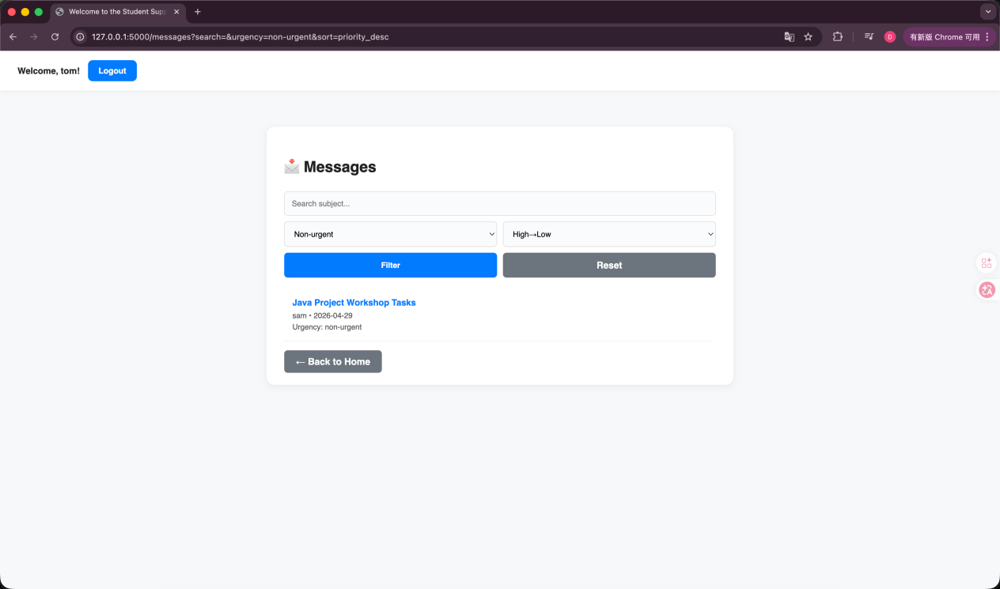 Welcome to the Student Supp
127.0.0.1:5000/messages?search=&urgency=non-urgent&sort=priority_desc
D
有新版 Chrome 可用
Welcome, tom!
Logout
Messages
Search subject...
Non-urgent
High→Low
Filter
Reset
Java Project Workshop Tasks
sam • 2026-04-29
Urgency: non-urgent
← Back to Home